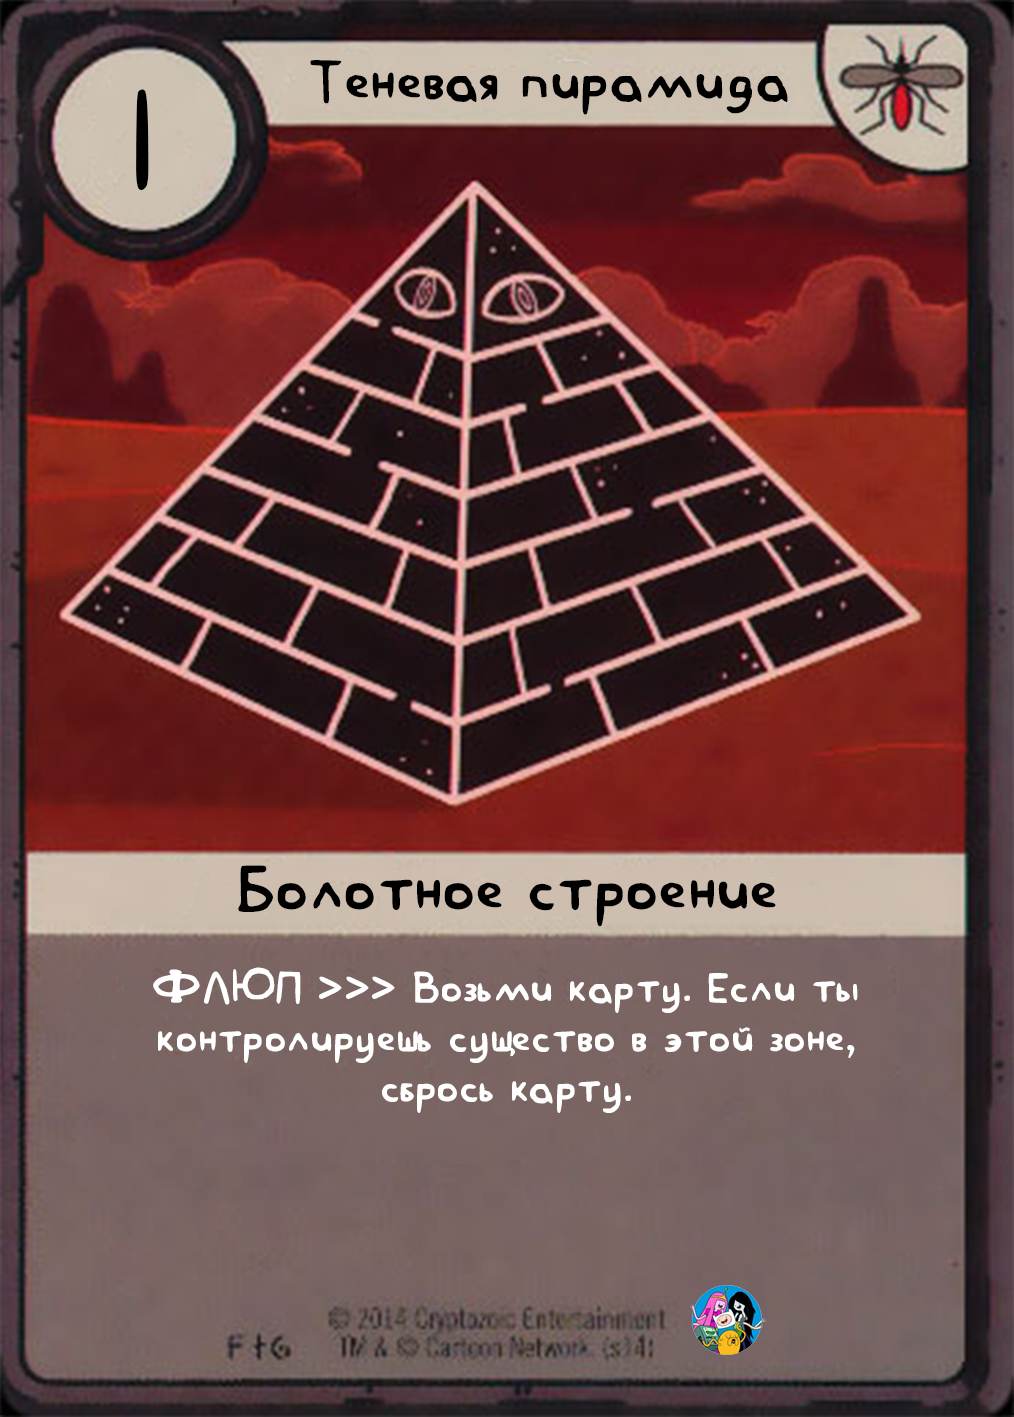 1
Теневая пирамида
Болотное строение
ФЛЮП >>> Возьми карту. Если ты
контролируешь существо в этой зоне,
сбрось карту.
© 2014 Cryptozoic Entertainment
F+G TM & © Cartoon Network. (s14)